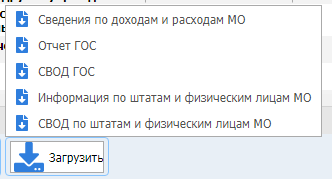 Сведения по доходам и расходам МО
Отчет ГОС
СВОД ГОС
Информация по штатам и физическим лицам МО
СВОД по штатам и физическим лицам МО
Загрузить